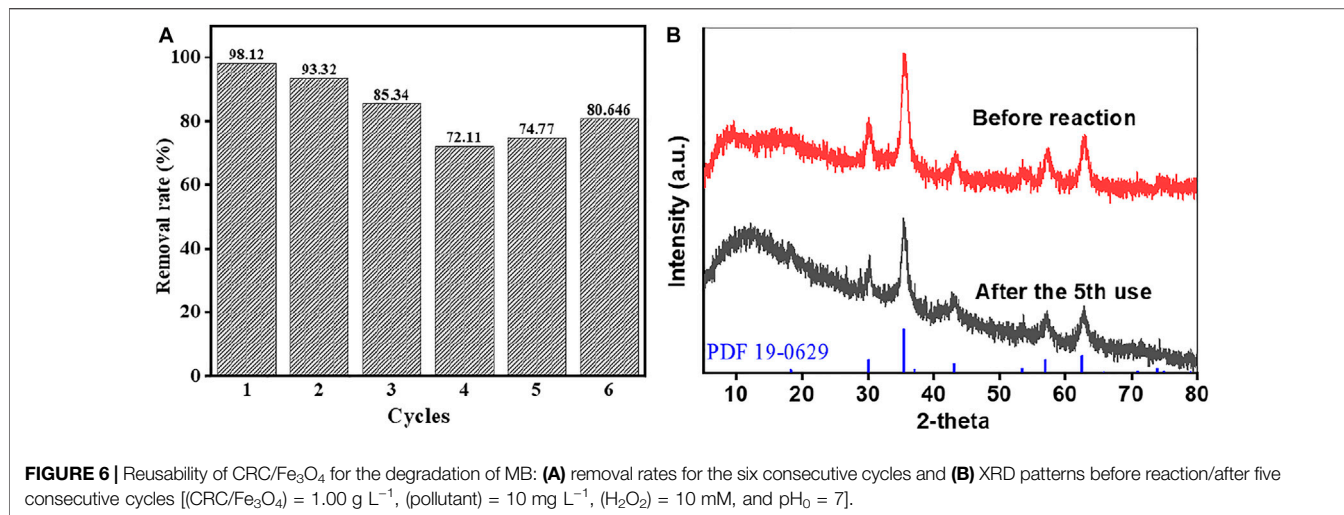 A
98.12
93.32
85.34
72.11
74.77
80.646
100
80
60
40
20
0
Removal rate (%)
1 2 3 4 5 6
Cycles
B
Before reaction
After the 5th use
PDF 19-0629
Intensity (a.u.)
10 20 30 40 50 60 70 80
2-theta
FIGURE 6 | Reusability of CRC/Fe₃O₄ for the degradation of MB: (A) removal rates for the six consecutive cycles and (B) XRD patterns before reaction/after five
consecutive cycles [(CRC/Fe₃O₄) = 1.00 g L⁻¹, (pollutant) = 10 mg L⁻¹, (H₂O₂) = 10 mM, and pH₀ = 7].